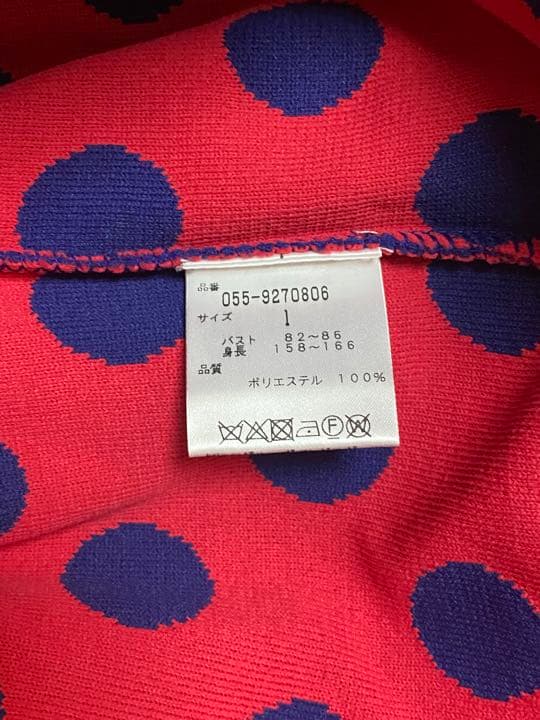 品番 055-9270806
サイズ 1
バスト 82～86
身長 158～166
品質
ポリエステル 100%
F W